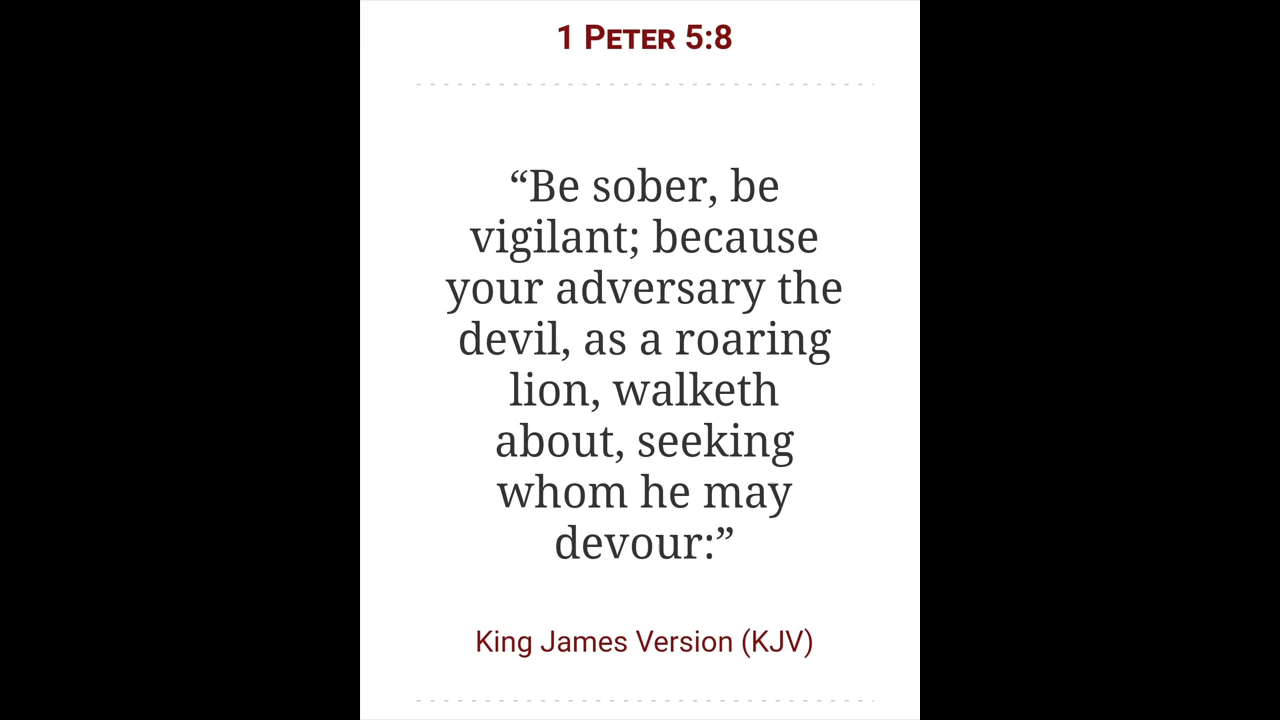 1 Peter 5:8
“Be sober, be
vigilant; because
your adversary the
devil, as a roaring
lion, walketh
about, seeking
whom he may
devour:”
King James Version (KJV)